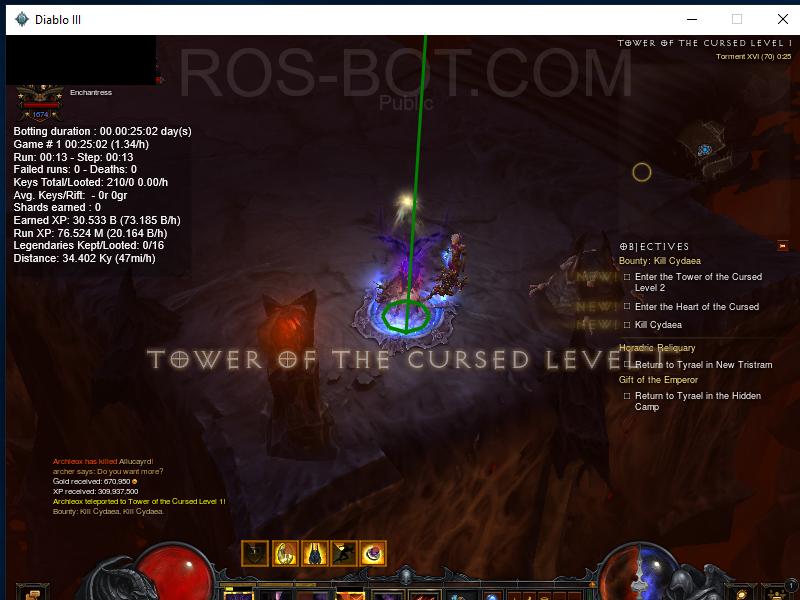 Diablo III
TOWER OF THE CURSED LEVEL 1
Torment XVI (70) 0:25
ROS-BOT.COM
Public
Enchantress
1674
Botting duration : 00.00:25:02 day(s)
Game # 1 00:25:02 (1.34/h)
Run: 00:13 - Step: 00:13
Failed runs: 0 - Deaths: 0
Keys Total/Looted: 210/0 0.00/h
Avg. Keys/Rift: - 0r 0gr
Shards earned : 0
Earned XP: 30.533 B (73.185 B/h)
Run XP: 76.524 M (20.164 B/h)
Legendaries Kept/Looted: 0/16
Distance: 34.402 Ky (47mi/h)
OBJECTIVES
Bounty: Kill Cydaea
NEW! Enter the Tower of the Cursed
Level 2
NEW! Enter the Heart of the Cursed
NEW! Kill Cydaea
Horadric Reliquary
Return to Tyrael in New Tristram
Gift of the Emperor
Return to Tyrael in the Hidden
Camp
TOWER OF THE CURSED LEVEL
Archleox has killed Allucayrd!
archer says: Do you want more?
Gold received: 670,950
XP received: 309,937,500
Archleox teleported to Tower of the Cursed Level 1!
Bounty: Kill Cydaea. Kill Cydaea.
1